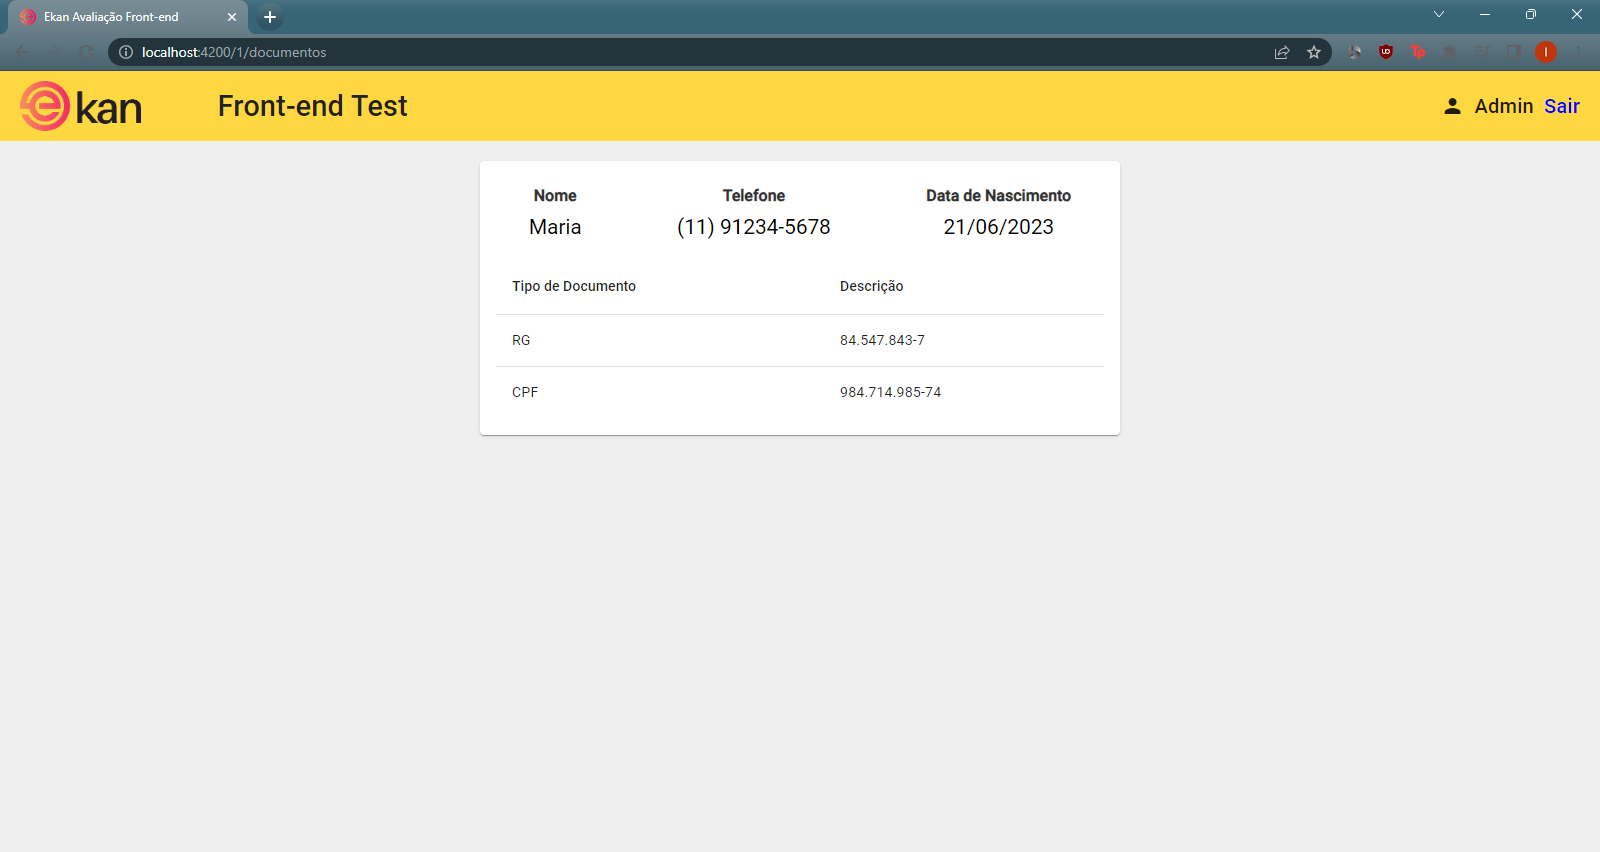 Ekan Avaliação Front-end
localhost:4200/1/documentos
ekan
Front-end Test
Admin Sair
Nome Telefone Data de Nascimento
Maria (11) 91234-5678 21/06/2023
Tipo de Documento Descrição
RG 84.547.843-7
CPF 984.714.985-74